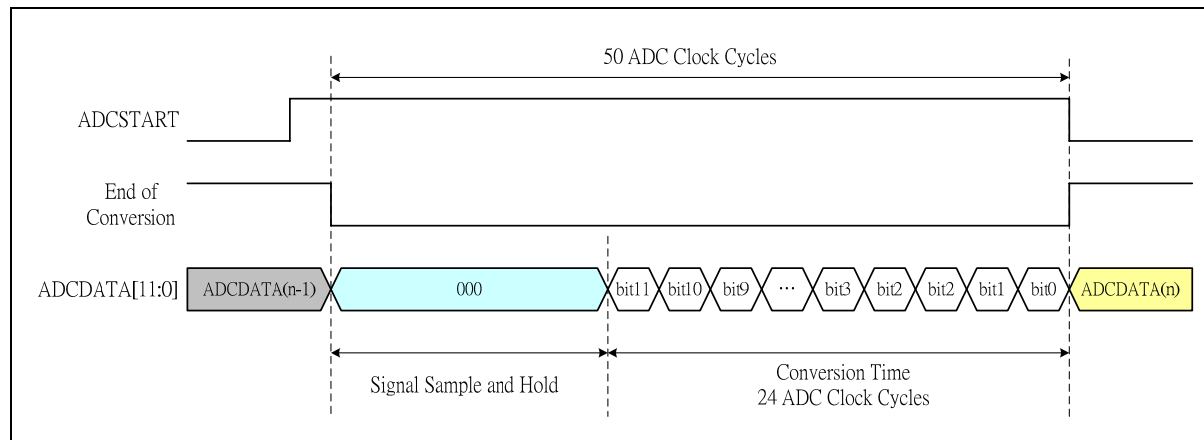 50 ADC Clock Cycles
ADCSTART
End of
Conversion
ADCDATA[11:0]
ADCDATA(n-1)
000
bit11
bit10
bit9
...
bit3
bit2
bit2
bit1
bit0
ADCDATA(n)
Signal Sample and Hold
Conversion Time
24 ADC Clock Cycles